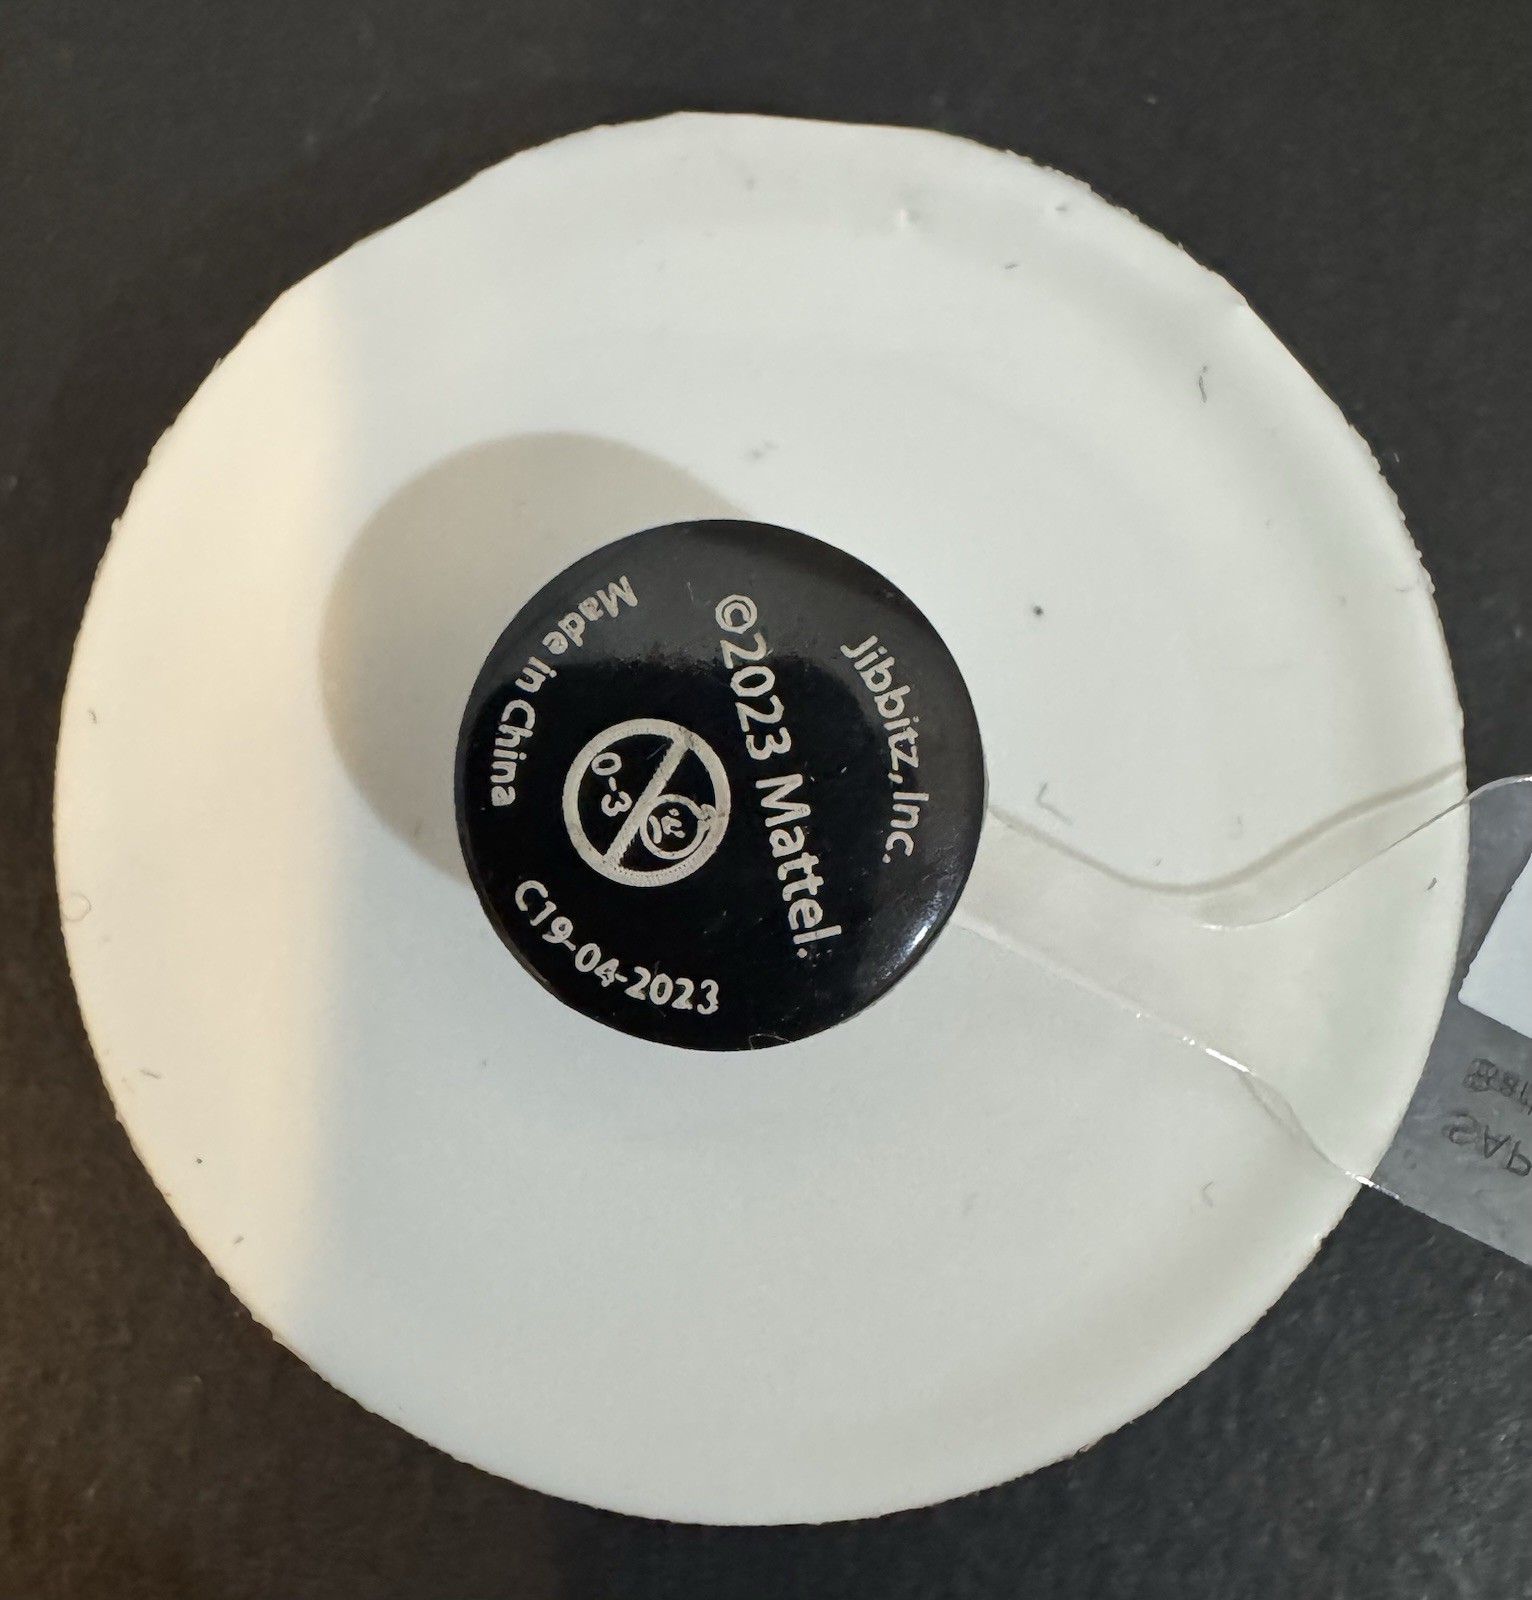 Jibbitz, Inc.
©2023 Mattel.
0-3
Made in China
C19-04-2023